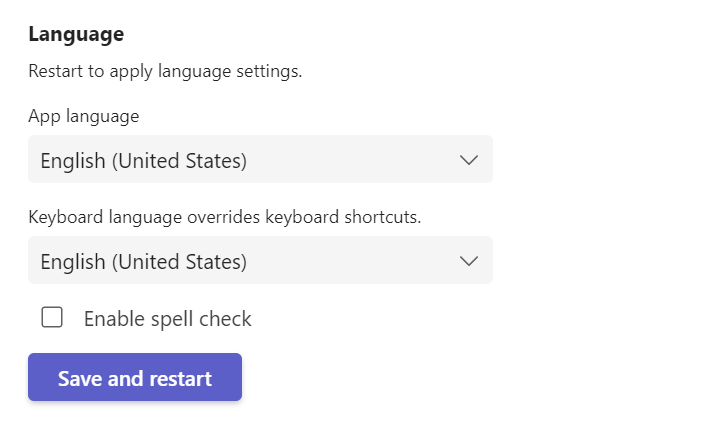 Language
Restart to apply language settings.
App language
English (United States)
Keyboard language overrides keyboard shortcuts.
English (United States)
Enable spell check
Save and restart